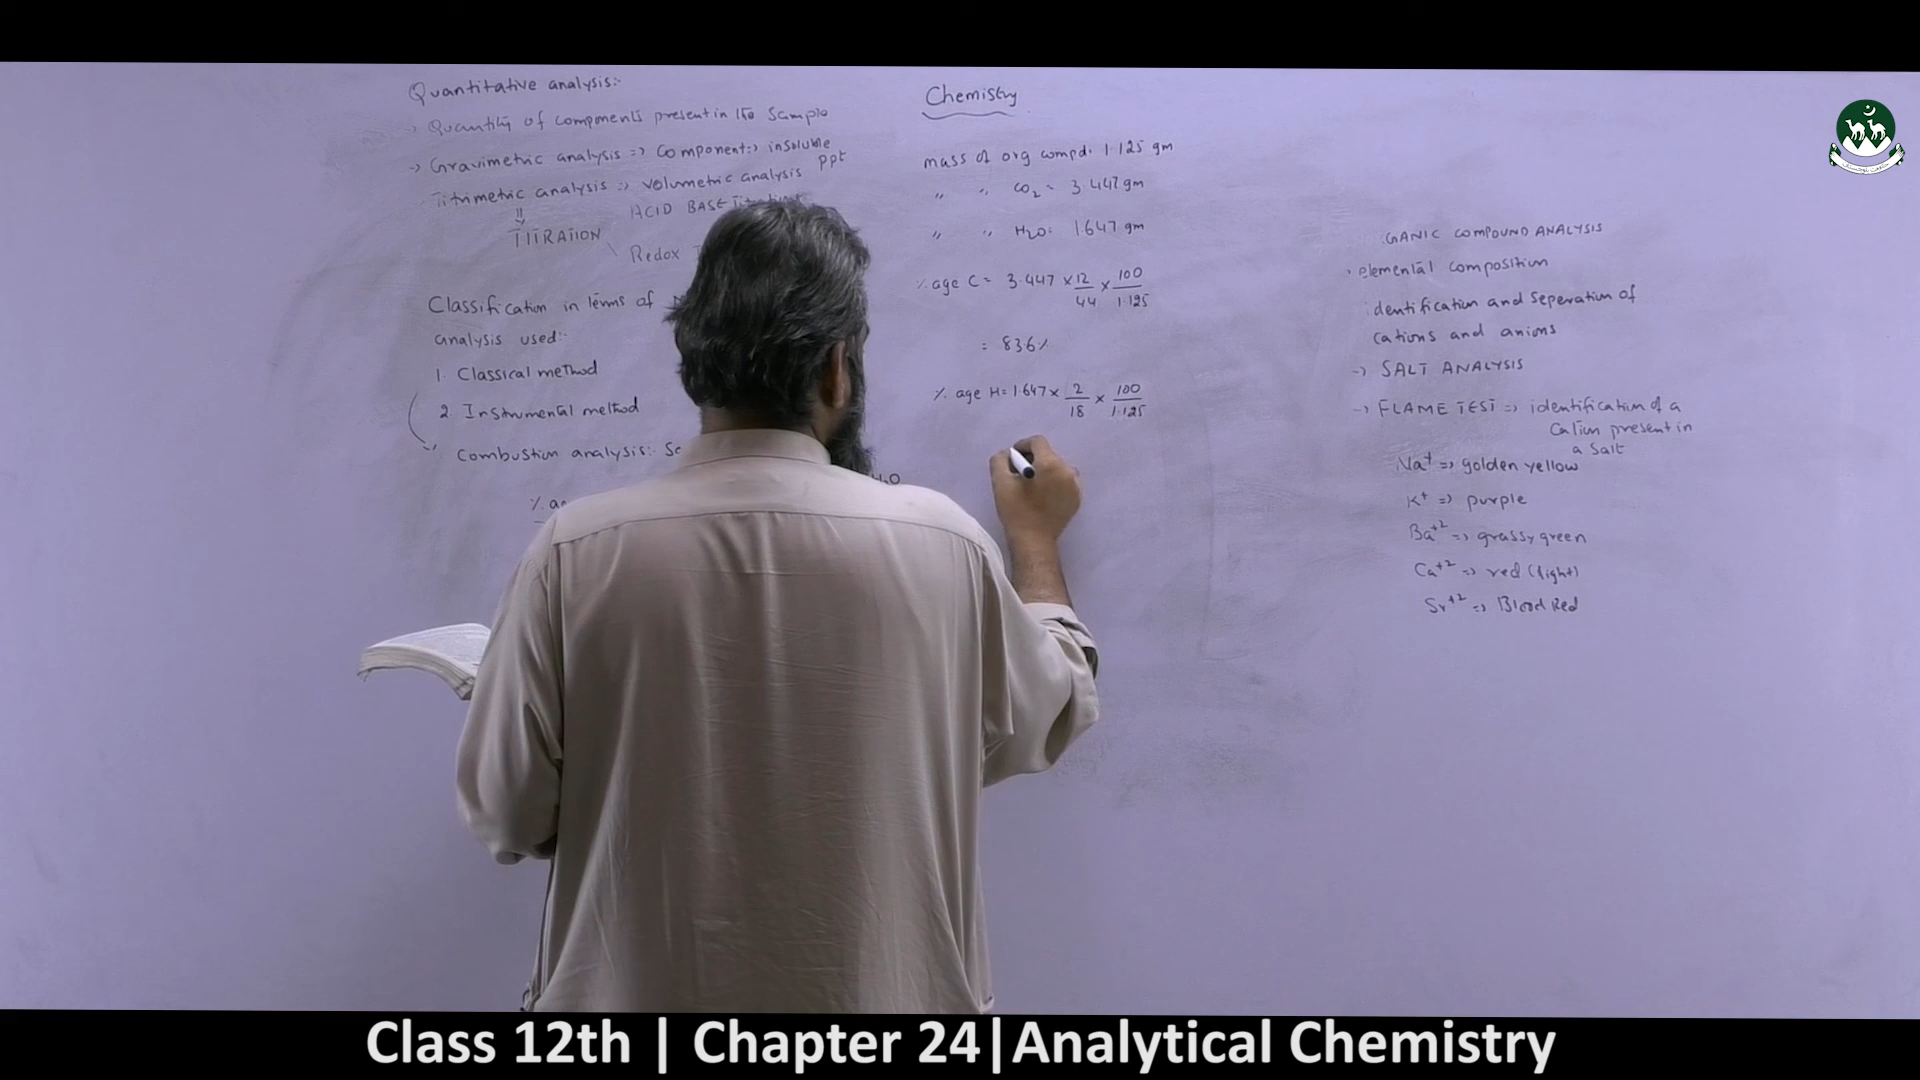 Quantitative analysis:-
→ Quantity of components present in the Sample
→ Gravimetric analysis => Component => insoluble
ppt
Titrimetric analysis => volumetric analysis
TITRATION
ACID BASE
Redox
Classification in terms of
analysis used:-
1. Classical method
2. Instrumental method
Combustion analysis:-
Chemistry
mass of org compd: 1.125 gm
" " CO2 = 3.447 gm
" " H2O: 1.647 gm
% age C = 3.447 × 12/44 × 100/1.125
= 83.6%
% age H = 1.647 × 2/18 × 100/1.125
GANIC COMPOUND ANALYSIS
elemental composition
identification and seperation of
cations and anions
→ SALT ANALYSIS
→ FLAME TEST => identification of a
Cation present in
a Salt
Na+ => golden yellow
K+ => purple
Ba+2 => grassy green
Ca+2 => red (light)
Sr+2 => Blood Red
Class 12th | Chapter 24|Analytical Chemistry